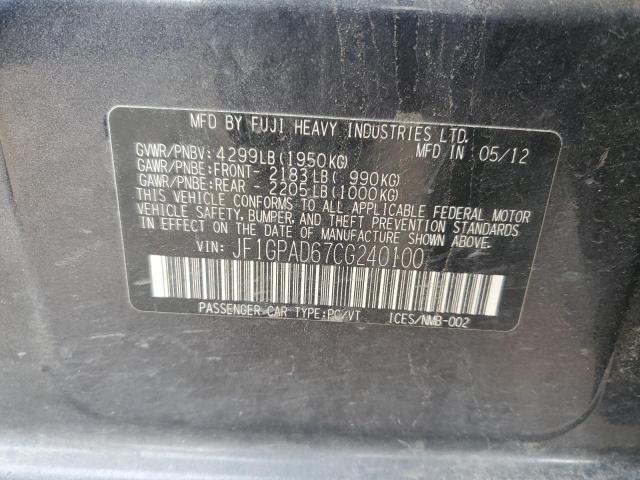 MFD BY FUJI HEAVY INDUSTRIES LTD.
GVWR/PNBV: 4299LB(1950KG) MFD IN 05/12
GAWR/PNBE:FRONT- 2183LB( 990KG)
GAWR/PNBE:REAR - 2205LB(1000KG)
THIS VEHICLE CONFORMS TO ALL APPLICABLE FEDERAL MOTOR
VEHICLE SAFETY, BUMPER, AND THEFT PREVENTION STANDARDS
IN EFFECT ON THE DATE OF MANUFACTURE SHOWN ABOVE.
VIN: JF1GPAD67CG240100
PASSENGER CAR TYPE:PC/VT ICES/NMB-002